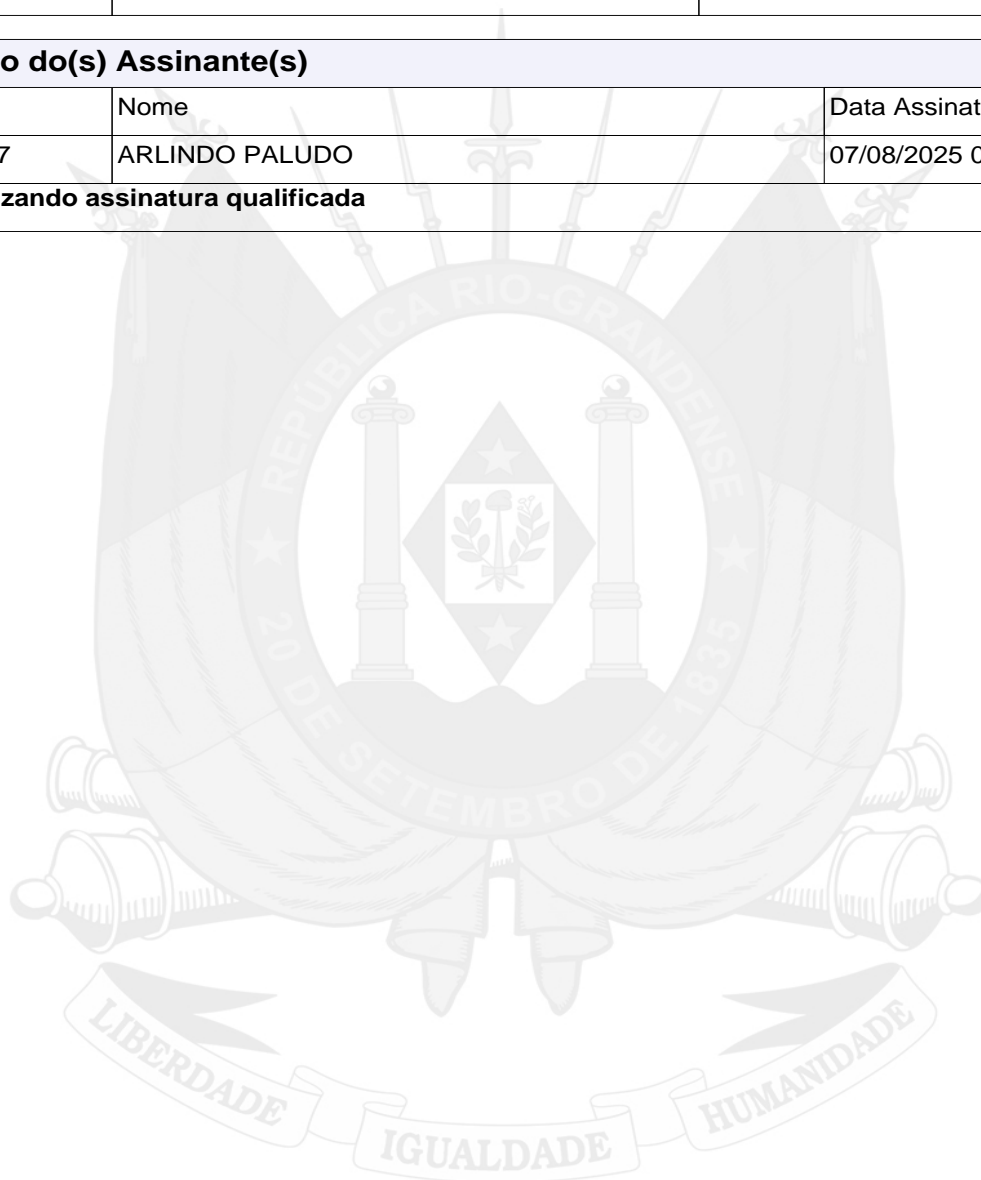 o do(s) Assinante(s)
Nome Data Assinat
7 ARLINDO PALUDO 07/08/2025 0
zando assinatura qualificada
REPÚBLICA RIO-GRANDENSE
20 DE SETEMBRO DE 1835
LIBERDADE IGUALDADE HUMANIDADE